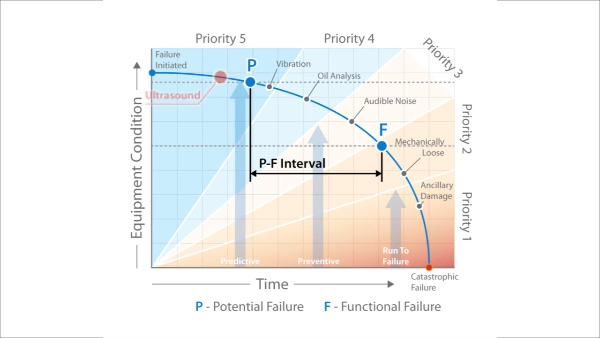 Priority 5
Priority 4
Priority 3
Failure
Initiated
P
Vibration
Oil Analysis
Ultrasound
Audible Noise
Priority 2
F
Mechanically
Loose
P-F Interval
Ancillary
Damage
Priority 1
Equipment Condition
Predictive
Preventive
Run To
Failure
Time
Catastrophic
Failure
P - Potential Failure
F - Functional Failure